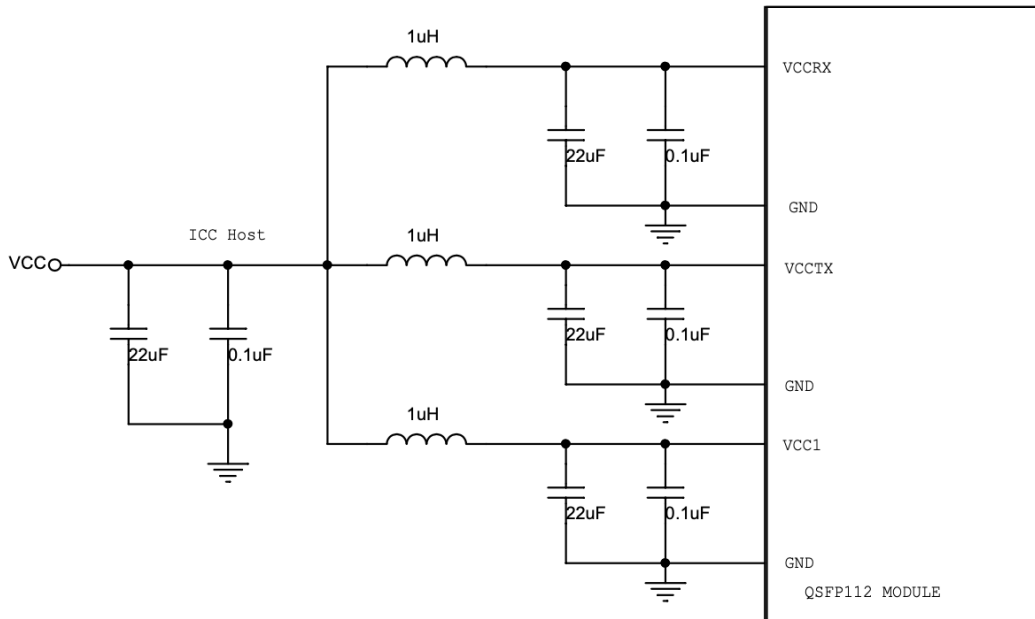 1uH
VCCRX
22uF
0.1uF
GND
1uH
ICC Host
VCC
VCCTX
22uF
0.1uF
22uF
0.1uF
GND
1uH
VCC1
22uF
0.1uF
GND
QSFP112 MODULE